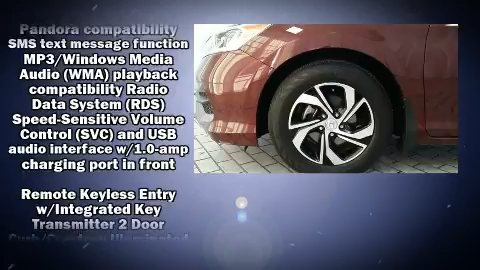 Pandora compatibility
SMS text message function
MP3/Windows Media
Audio (WMA) playback
compatibility Radio
Data System (RDS)
Speed-Sensitive Volume
Control (SVC) and USB
audio interface w/1.0-amp
charging port in front
Remote Keyless Entry
w/Integrated Key
Transmitter 2 Door
Illuminated